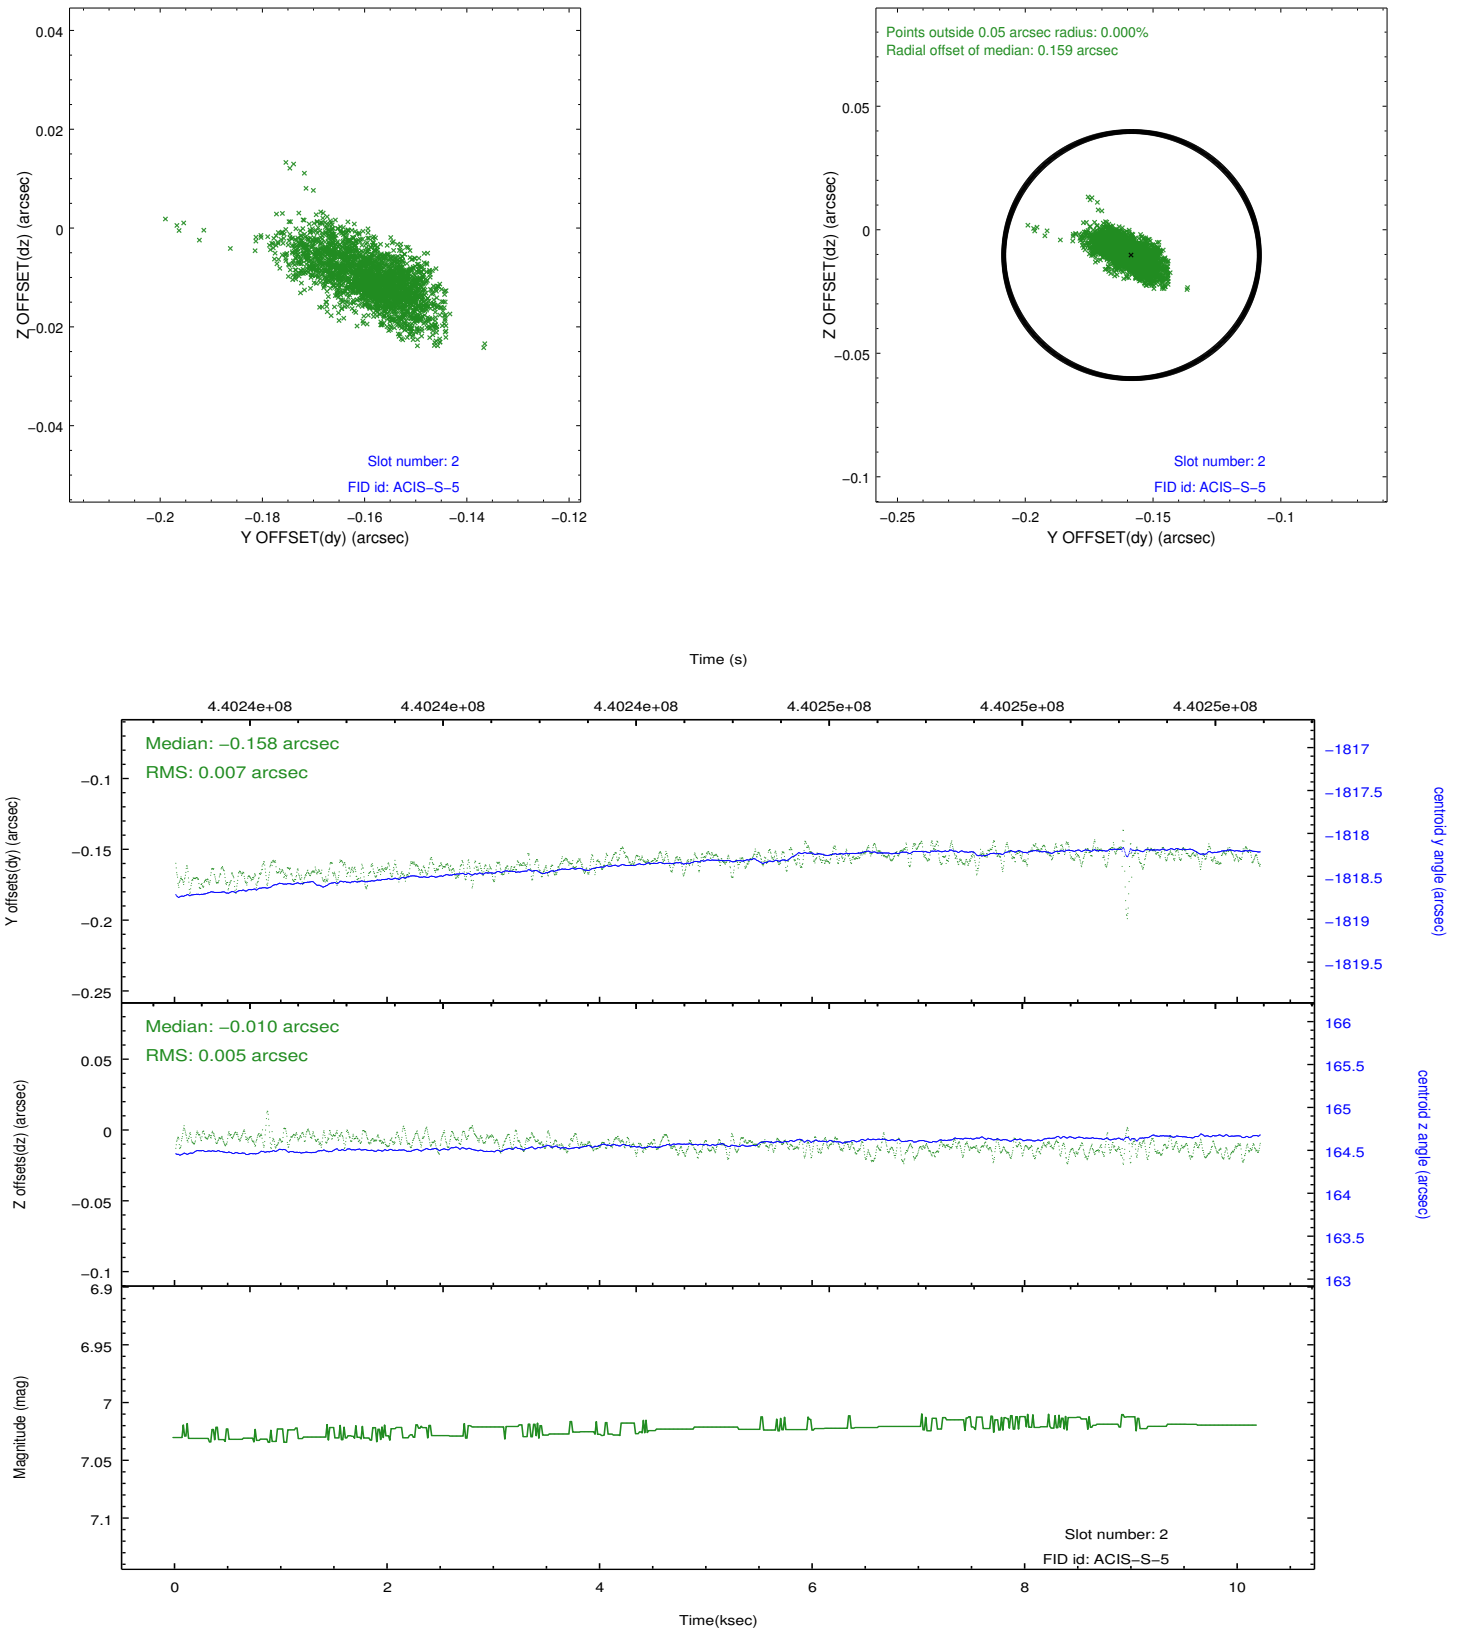 0.04
0.02
0
−0.02
−0.04
Z OFFSET(dz) (arcsec)
Slot number: 2
FID id: ACIS−S−5
−0.2
−0.18
−0.16
−0.14
−0.12
Y OFFSET(dy) (arcsec)
Points outside 0.05 arcsec radius: 0.000%
Radial offset of median: 0.159 arcsec
0.05
0
−0.05
−0.1
Z OFFSET(dz) (arcsec)
Slot number: 2
FID id: ACIS−S−5
−0.25
−0.2
−0.15
−0.1
Y OFFSET(dy) (arcsec)
Time (s)
4.4024e+08
4.4024e+08
4.4024e+08
4.4025e+08
4.4025e+08
4.4025e+08
Median: −0.158 arcsec
RMS: 0.007 arcsec
−0.1
−0.15
−0.2
−0.25
Y offsets(dy) (arcsec)
−1817
−1817.5
−1818
−1818.5
−1819
−1819.5
centroid y angle (arcsec)
Median: −0.010 arcsec
RMS: 0.005 arcsec
0.05
0
−0.05
−0.1
Z offsets(dz) (arcsec)
166
165.5
165
164.5
164
163.5
163
centroid z angle (arcsec)
6.9
6.95
7
7.05
7.1
Magnitude (mag)
Slot number: 2
FID id: ACIS−S−5
0
2
4
6
8
10
Time(ksec)